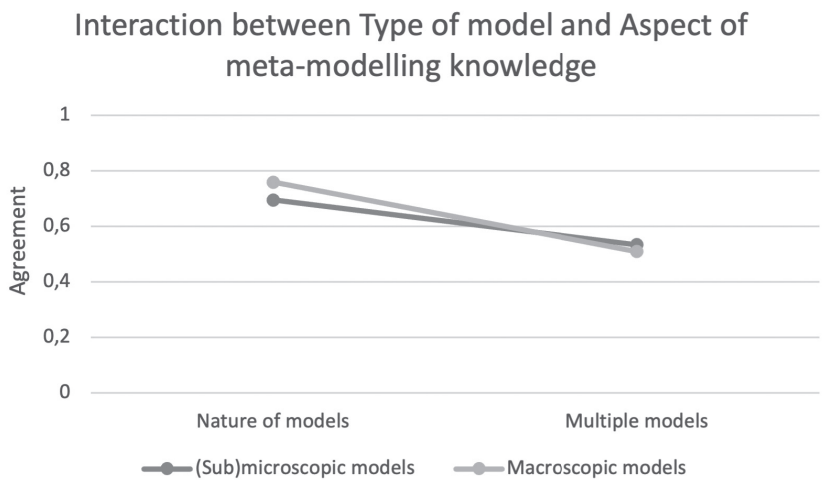 Interaction between Type of model and Aspect of
meta-modelling knowledge
1
0,8
0,6
0,4
0,2
0
Agreement
Nature of models
Multiple models
(Sub)microscopic models
Macroscopic models